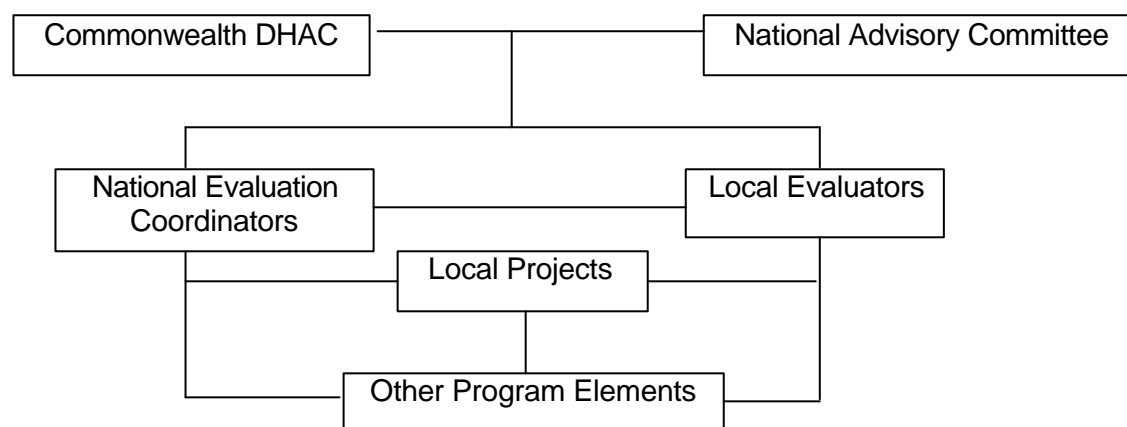 Commonwealth DHAC
National Advisory Committee
National Evaluation
Coordinators
Local Evaluators
Local Projects
Other Program Elements